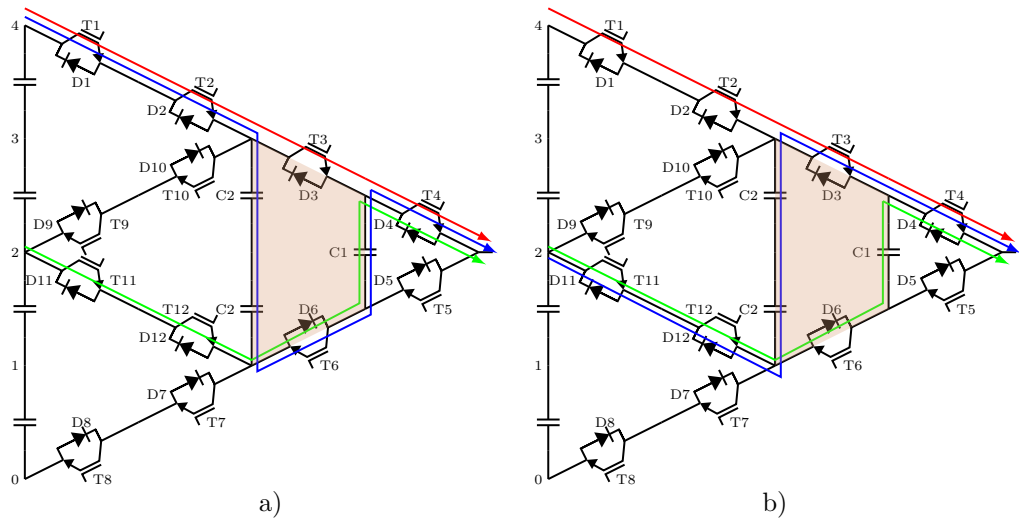 4 T1 4 T1
D1 D1
T2 T2
D2 D2
3 T3 3 T3
D10 D10
T10 C2 D3 T10 C2 D3
T4 T4
D9 T9 D4 D9 T9 D4
2 C1 2 C1
D11 T11 D5 D11 T11 D5
T12 C2 D6 T5 T12 C2 D6 T5
D12 D12
1 T6 1 T6
D7 D7
D8 T7 D8 T7
0 T8 0 T8
a) b)